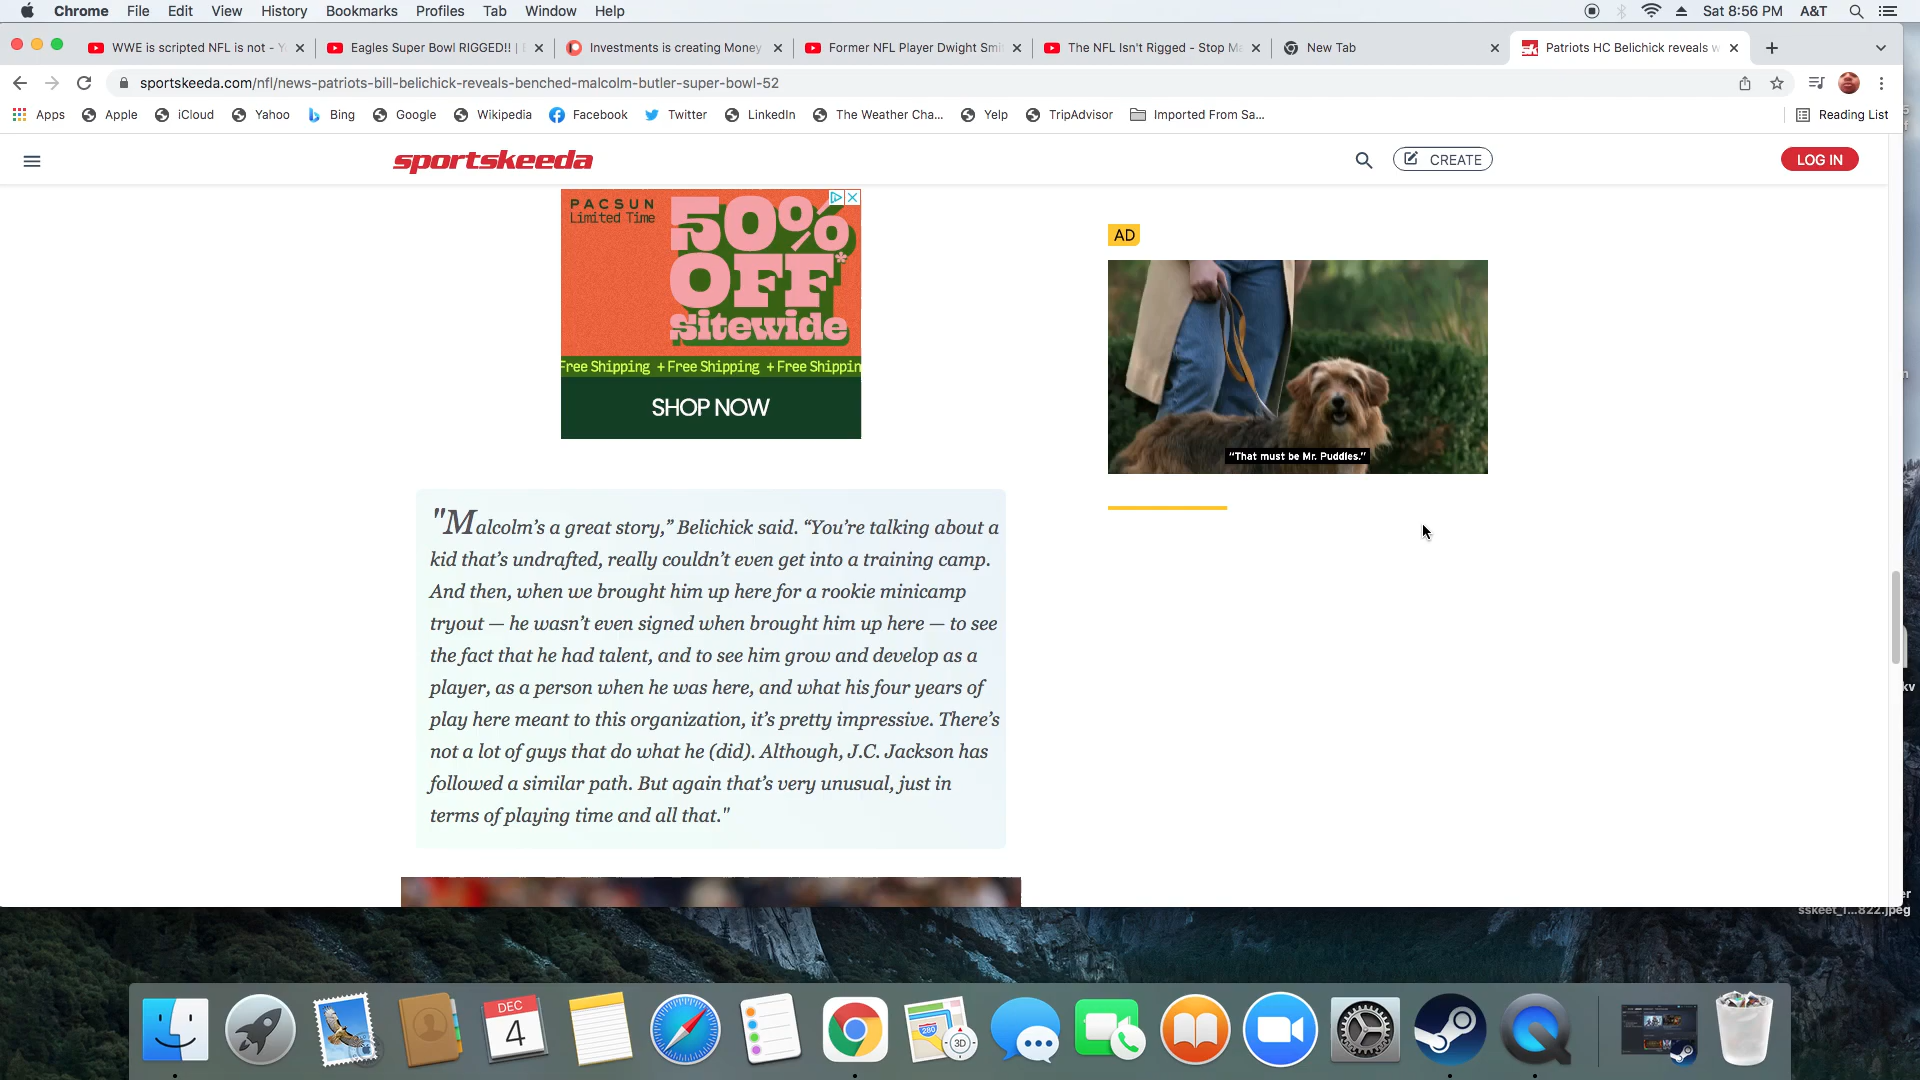 Chrome File Edit View History Bookmarks Profiles Tab Window Help Sat 8:56 PM A&T
WWE is scripted NFL is not - Y
Eagles Super Bowl RIGGED!! |
Investments is creating Money
Former NFL Player Dwight Smi
The NFL Isn't Rigged - Stop Ma
New Tab
Patriots HC Belichick reveals w
sportskeeda.com/nfl/news-patriots-bill-belichick-reveals-benched-malcolm-butler-super-bowl-52
Apps Apple iCloud Yahoo Bing Google Wikipedia Facebook Twitter LinkedIn The Weather Cha... Yelp TripAdvisor Imported From Sa... Reading List
sportskeeda
CREATE
LOG IN
PACSUN
Limited Time
50%
OFF*
sitewide
Free Shipping + Free Shipping + Free Shippin
SHOP NOW
AD
"That must be Mr. Puddles."
"Malcolm's a great story,” Belichick said. “You're talking about a
kid that's undrafted, really couldn't even get into a training camp.
And then, when we brought him up here for a rookie minicamp
tryout — he wasn't even signed when brought him up here — to see
the fact that he had talent, and to see him grow and develop as a
player, as a person when he was here, and what his four years of
play here meant to this organization, it's pretty impressive. There's
not a lot of guys that do what he (did). Although, J.C. Jackson has
followed a similar path. But again that's very unusual, just in
terms of playing time and all that."
kv
er
sskeet_1...822.jpeg
DEC
4
280
3D